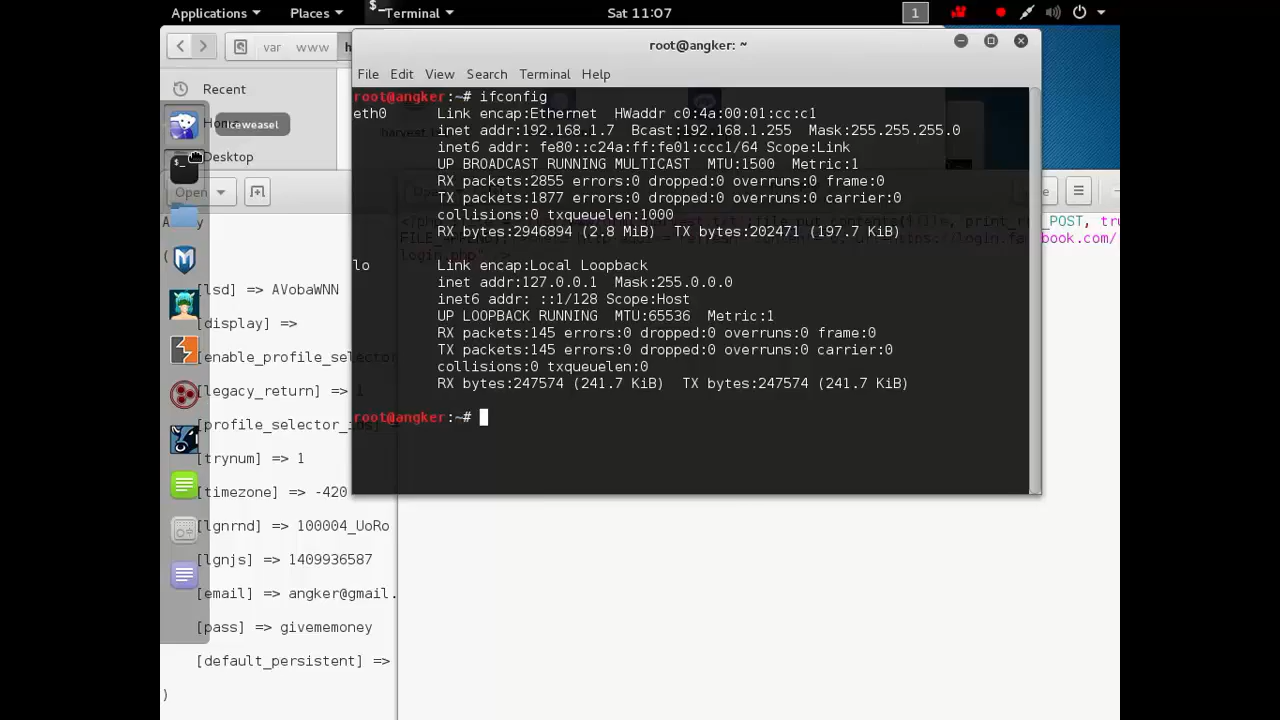 Applications Places Terminal Sat 11:07 1
var www
root@angker: ~
File Edit View Search Terminal Help
Recent
Home
Iceweasel
Desktop
Open
root@angker:~# ifconfig
eth0 Link encap:Ethernet HWaddr c0:4a:00:01:cc:c1
inet addr:192.168.1.7 Bcast:192.168.1.255 Mask:255.255.255.0
inet6 addr: fe80::c24a:ff:fe01:ccc1/64 Scope:Link
UP BROADCAST RUNNING MULTICAST MTU:1500 Metric:1
RX packets:2855 errors:0 dropped:0 overruns:0 frame:0
TX packets:1877 errors:0 dropped:0 overruns:0 carrier:0
collisions:0 txqueuelen:1000
RX bytes:2946894 (2.8 MiB) TX bytes:202471 (197.7 KiB)
lo Link encap:Local Loopback
inet addr:127.0.0.1 Mask:255.0.0.0
inet6 addr: ::1/128 Scope:Host
UP LOOPBACK RUNNING MTU:65536 Metric:1
RX packets:145 errors:0 dropped:0 overruns:0 frame:0
TX packets:145 errors:0 dropped:0 overruns:0 carrier:0
collisions:0 txqueuelen:0
RX bytes:247574 (241.7 KiB) TX bytes:247574 (241.7 KiB)
root@angker:~#
(
[lsd] => AVobaWNN
[display] =>
[enable_profile_selector
[legacy_return] => 1
[profile_selector_ids]
[trynum] => 1
[timezone] => -420
[lgnrnd] => 100004_UoRo
[lgnjs] => 1409936587
[email] => angker@gmail.
[pass] => givememoney
[default_persistent] =>
)